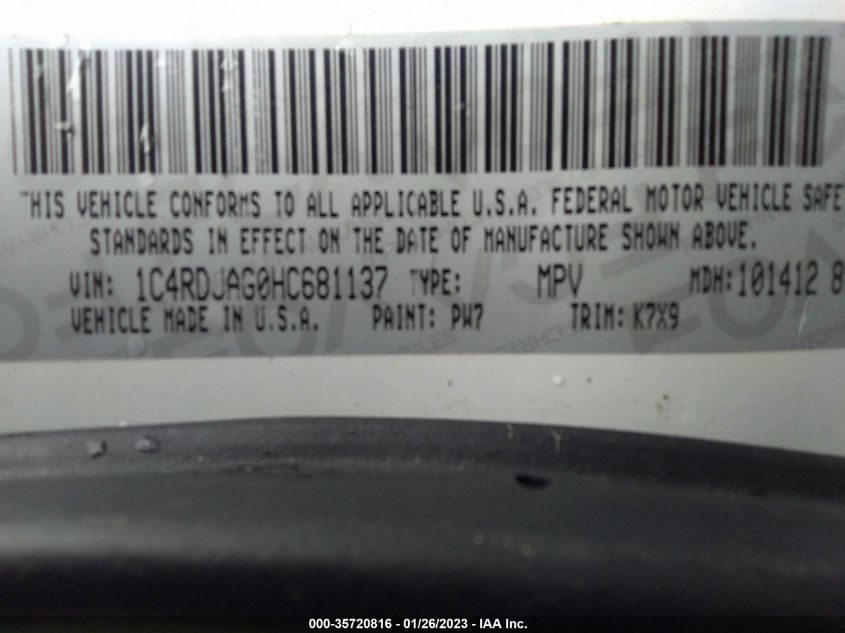 THIS VEHICLE CONFORMS TO ALL APPLICABLE U.S.A. FEDERAL MOTOR VEHICLE SAFE
STANDARDS IN EFFECT ON THE DATE OF MANUFACTURE SHOWN ABOVE.
VIN: 1C4RDJAG0HC681137 TYPE: MPV MDH:101412 8
VEHICLE MADE IN U.S.A. PAINT: PW7 TRIM: K7X9
000-35720816 - 01/26/2023 - IAA Inc.